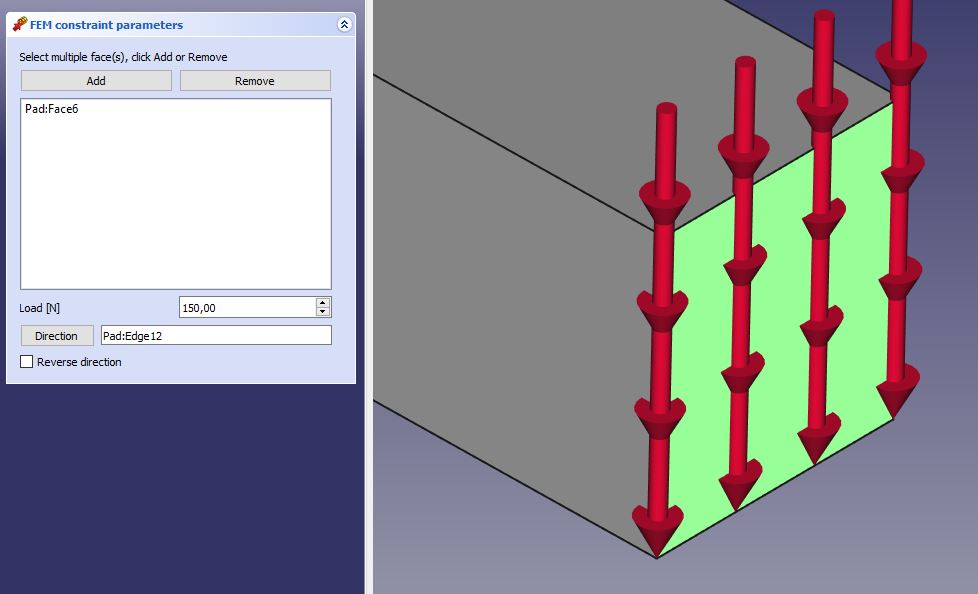 FEM constraint parameters
Select multiple face(s), click Add or Remove
Add Remove
Pad:Face6
Load [N] 150,00
Direction Pad:Edge12
Reverse direction